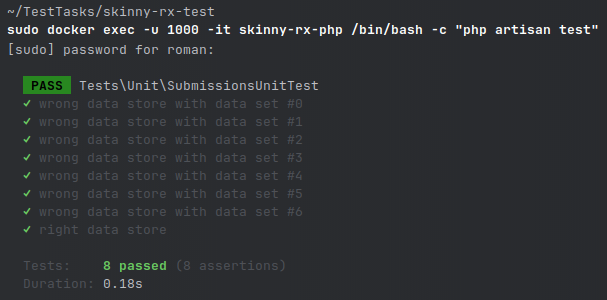 ~/TestTasks/skinny-rx-test
sudo docker exec -u 1000 -it skinny-rx-php /bin/bash -c "php artisan test"
[sudo] password for roman:
PASS Tests\Unit\SubmissionsUnitTest
✓ wrong data store with data set #0
✓ wrong data store with data set #1
✓ wrong data store with data set #2
✓ wrong data store with data set #3
✓ wrong data store with data set #4
✓ wrong data store with data set #5
✓ wrong data store with data set #6
✓ right data store
Tests: 8 passed (8 assertions)
Duration: 0.18s